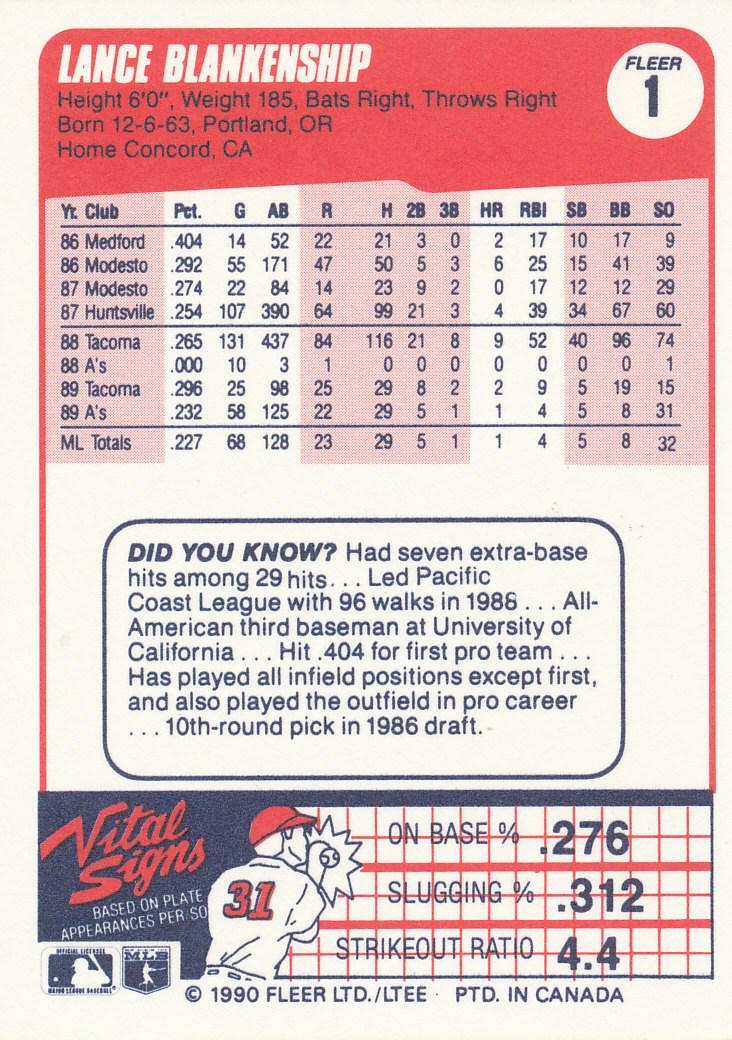 LANCE BLANKENSHIP
FLEER
1
Height 6'0", Weight 185, Bats Right, Throws Right
Born 12-6-63, Portland, OR
Home Concord, CA
Yr. Club Pct. G AB R H 2B 3B HR RBI SB BB SO
86 Medford .404 14 52 22 21 3 0 2 17 10 17 9
86 Modesto .292 55 171 47 50 5 3 6 25 15 41 39
87 Modesto .274 22 84 14 23 9 2 0 17 12 12 29
87 Huntsville .254 107 390 64 99 21 3 4 39 34 67 60
88 Tacoma .265 131 437 84 116 21 8 9 52 40 96 74
88 A's .000 10 3 1 0 0 0 0 0 0 0 1
89 Tacoma .296 25 98 25 29 8 2 2 9 5 19 15
89 A's .232 58 125 22 29 5 1 1 4 5 8 31
ML Totals .227 68 128 23 29 5 1 1 4 5 8 32
DID YOU KNOW? Had seven extra-base
hits among 29 hits. . . Led Pacific
Coast League with 96 walks in 1988 . . . All-
American third baseman at University of
California . . . Hit .404 for first pro team . . .
Has played all infield positions except first,
and also played the outfield in pro career
. . . 10th-round pick in 1986 draft.
Vital
Signs
BASED ON PLATE
APPEARANCES PER SO
31
ON BASE % .276
SLUGGING % .312
STRIKEOUT RATIO 4.4
OFFICIAL LICENSEE
MAJOR LEAGUE BASEBALL
MLB
© 1990 FLEER LTD./LTEE · PTD. IN CANADA